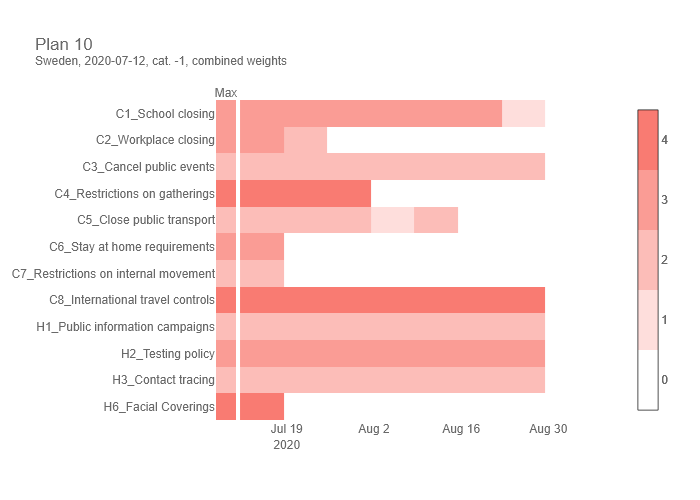 Plan 10
Sweden, 2020-07-12, cat. -1, combined weights
Max
C1_School closing
C2_Workplace closing
C3_Cancel public events
C4_Restrictions on gatherings
C5_Close public transport
C6_Stay at home requirements
C7_Restrictions on internal movement
C8_International travel controls
H1_Public information campaigns
H2_Testing policy
H3_Contact tracing
H6_Facial Coverings
Jul 19 Aug 2 Aug 16 Aug 30
2020
4
3
2
1
0